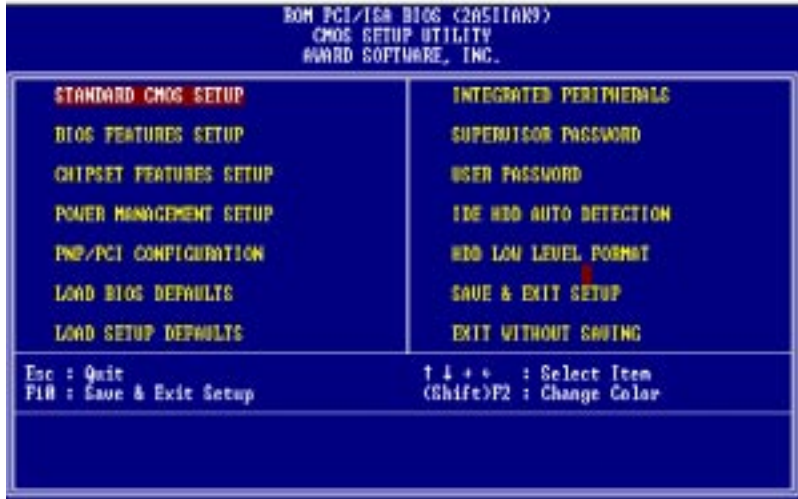 ROM PCI/ISA BIOS (2A5IIAK9)
CMOS SETUP UTILITY
AWARD SOFTWARE, INC.
STANDARD CMOS SETUP
BIOS FEATURES SETUP
CHIPSET FEATURES SETUP
POWER MANAGEMENT SETUP
PNP/PCI CONFIGURATION
LOAD BIOS DEFAULTS
LOAD SETUP DEFAULTS
INTEGRATED PERIPHERALS
SUPERVISOR PASSWORD
USER PASSWORD
IDE HDD AUTO DETECTION
HDD LOW LEVEL FORMAT
SAVE & EXIT SETUP
EXIT WITHOUT SAVING
Esc : Quit
F10 : Save & Exit Setup
↑ ↓ → ← : Select Item
(Shift)F2 : Change Color